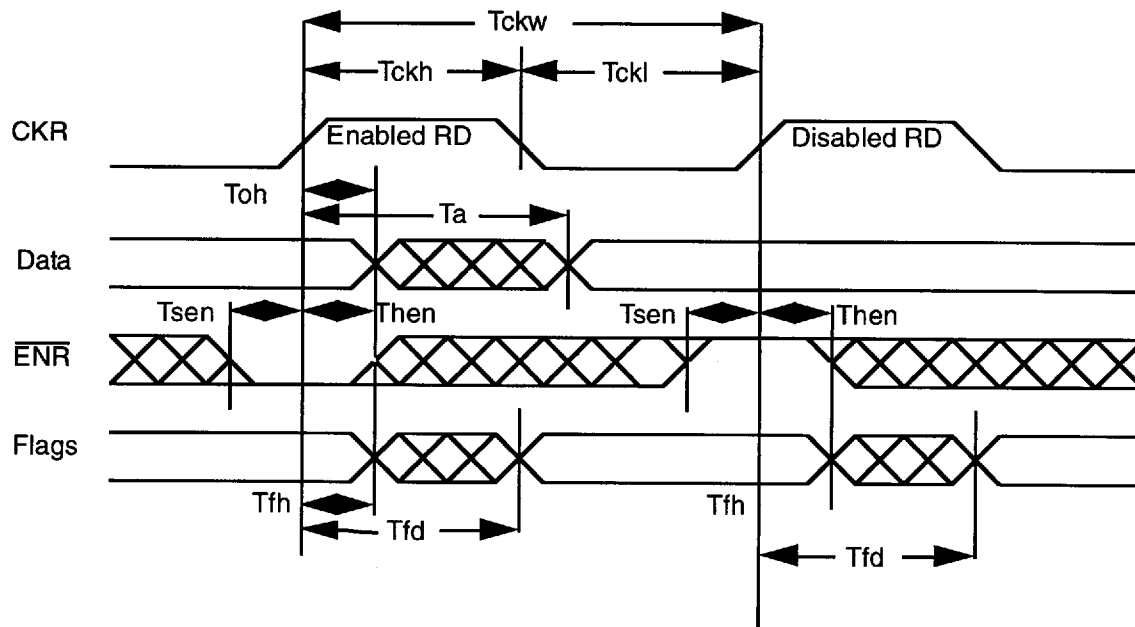 Tckw
Tckh Tckl
CKR Enabled RD Disabled RD
Toh
Ta
Data
Tsen Then Tsen Then
ENR
Flags
Tfh Tfh
Tfd
Tfd